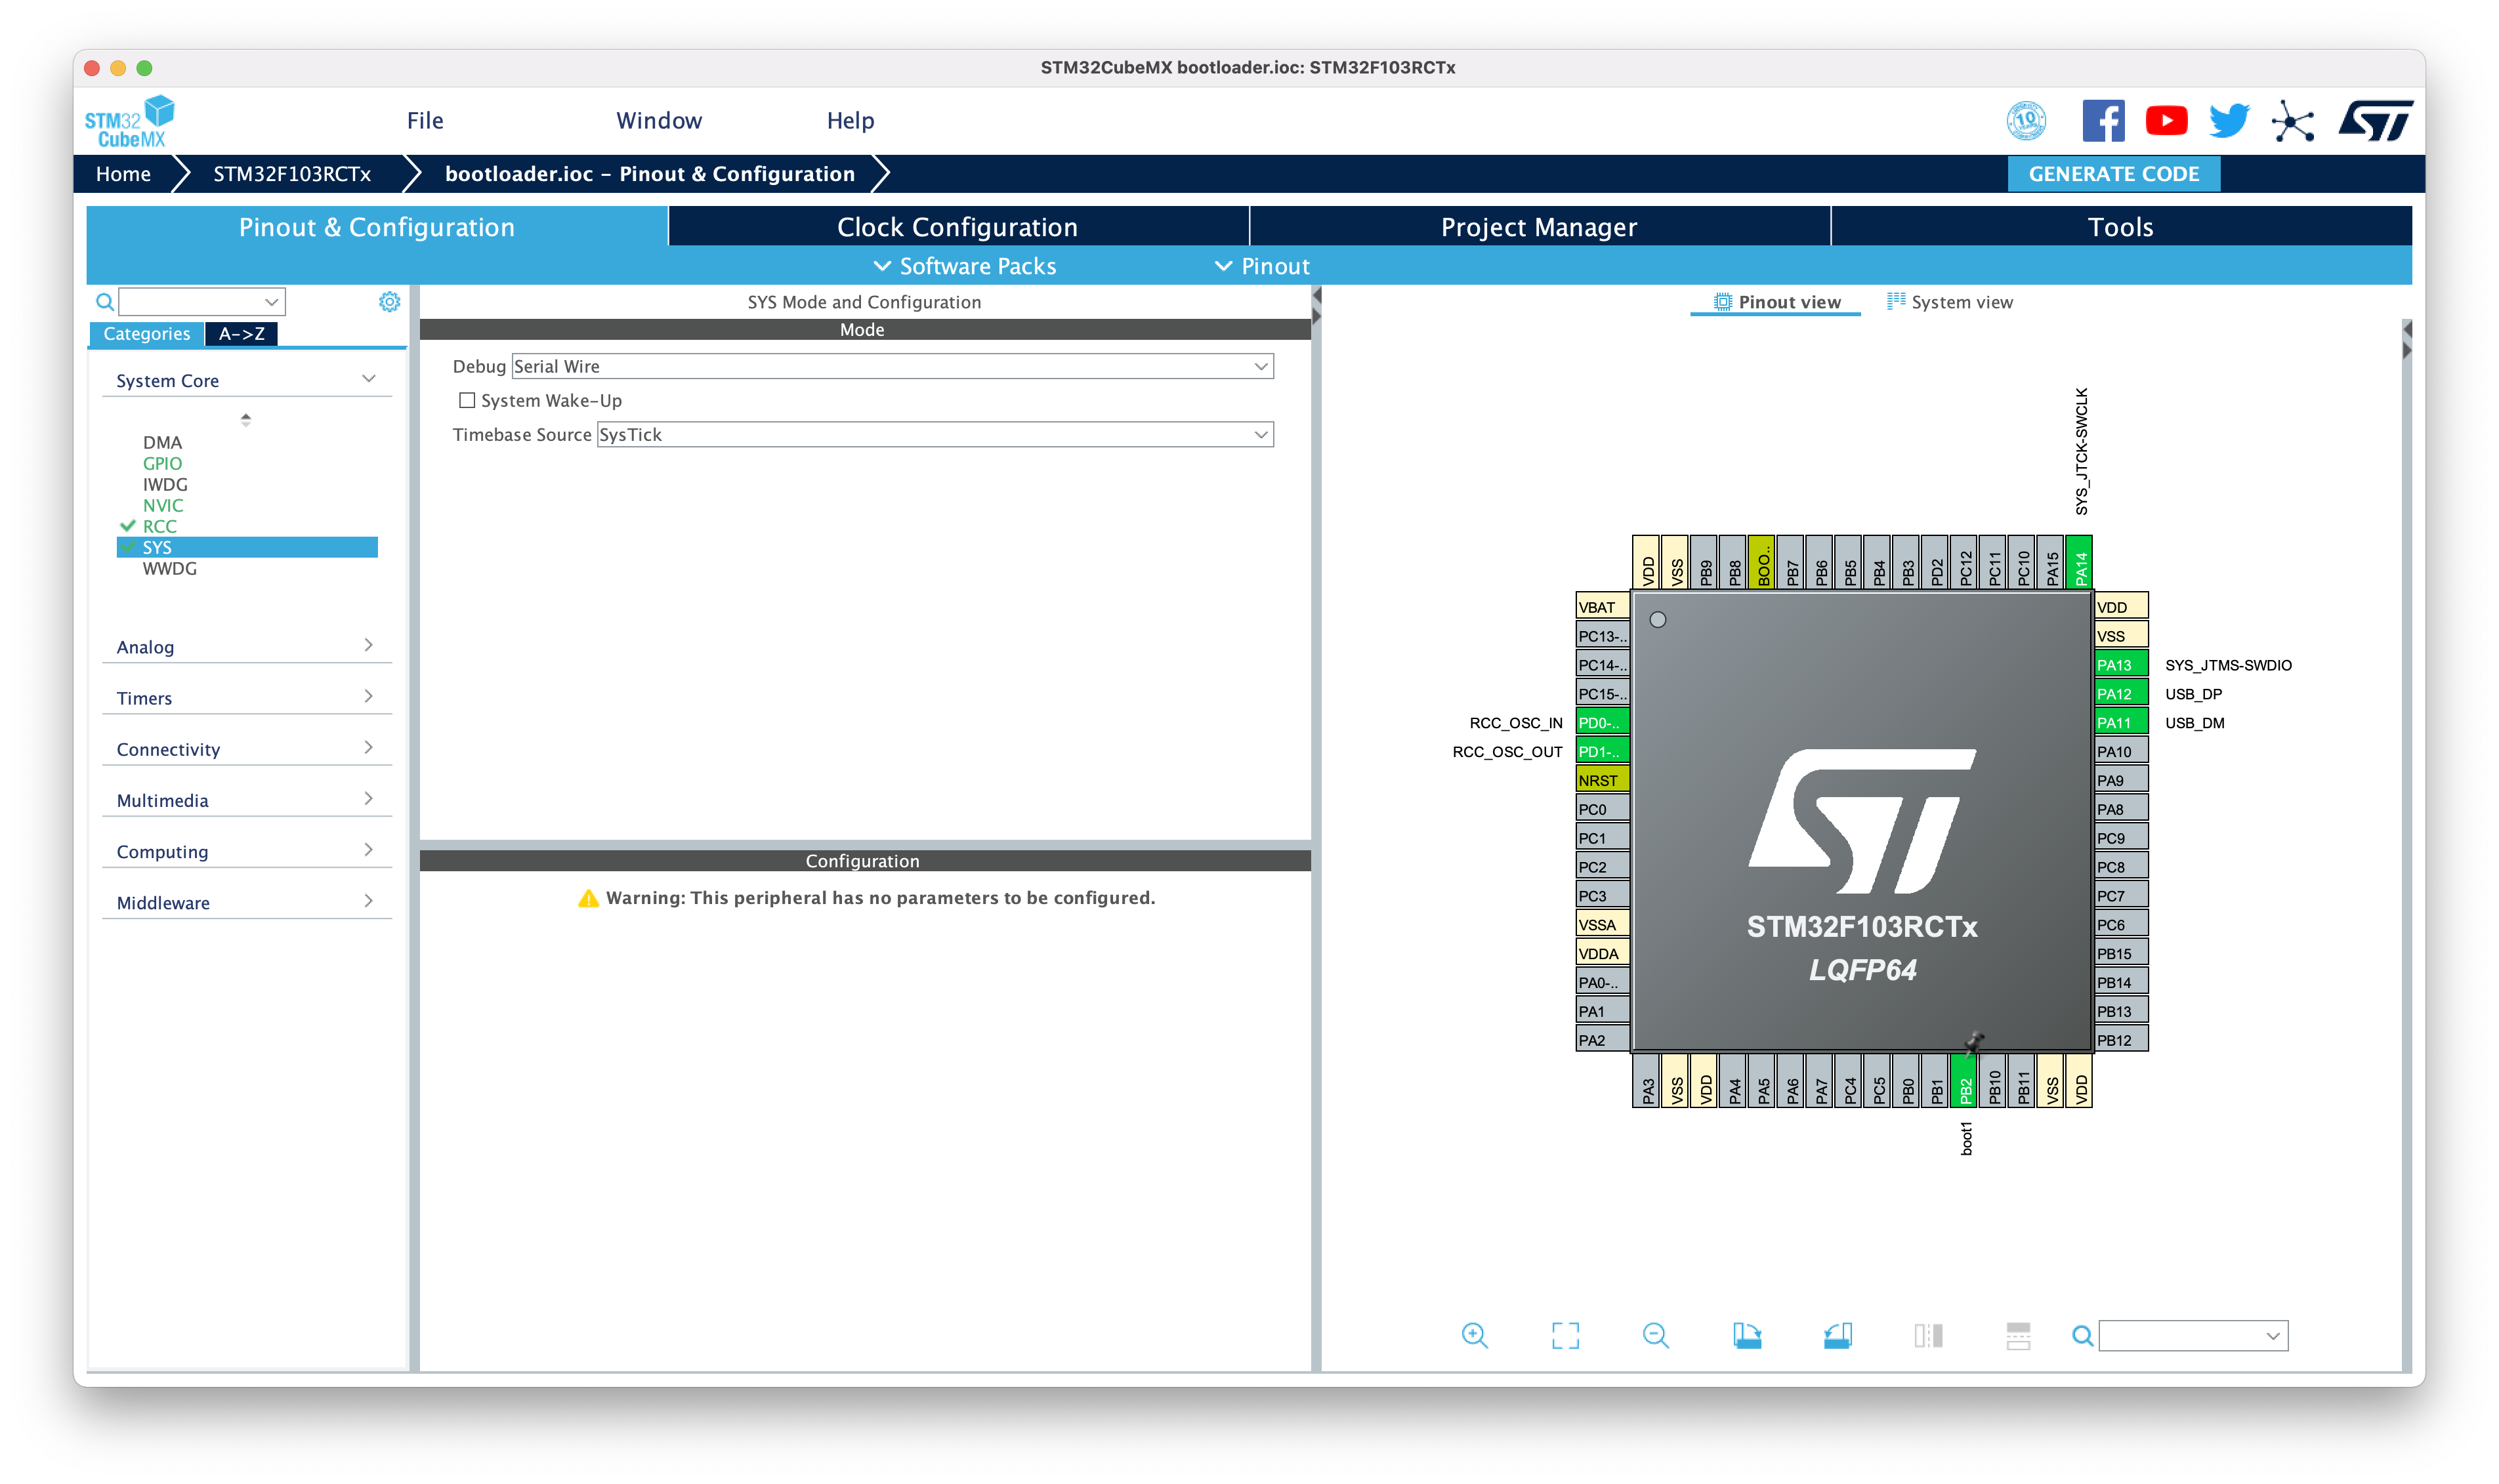 STM32CubeMX bootloader.ioc: STM32F103RCTx
STM32
CubeMX
File
Window
Help
10
YEARS
Home
STM32F103RCTx
bootloader.ioc – Pinout & Configuration
GENERATE CODE
Pinout & Configuration
Clock Configuration
Project Manager
Tools
Software Packs
Pinout
Categories
A->Z
System Core
DMA
GPIO
IWDG
NVIC
RCC
SYS
WWDG
Analog
Timers
Connectivity
Multimedia
Computing
Middleware
SYS Mode and Configuration
Mode
Debug Serial Wire
System Wake-Up
Timebase Source SysTick
Configuration
Warning: This peripheral has no parameters to be configured.
Pinout view
System view
SYS_JTCK-SWCLK
VDD
VSS
PB9
PB8
BOO..
PB7
PB6
PB5
PB4
PB3
PD2
PC12
PC11
PC10
PA15
PA14
VBAT
PC13-..
PC14-..
PC15-..
RCC_OSC_IN PD0-..
RCC_OSC_OUT PD1-..
NRST
PC0
PC1
PC2
PC3
VSSA
VDDA
PA0-..
PA1
PA2
VDD
VSS
PA13 SYS_JTMS-SWDIO
PA12 USB_DP
PA11 USB_DM
PA10
PA9
PA8
PC9
PC8
PC7
PC6
PB15
PB14
PB13
PB12
ST
STM32F103RCTx
LQFP64
PA3
VSS
VDD
PA4
PA5
PA6
PA7
PC4
PC5
PB0
PB1
PB2
PB10
PB11
VSS
VDD
boot1